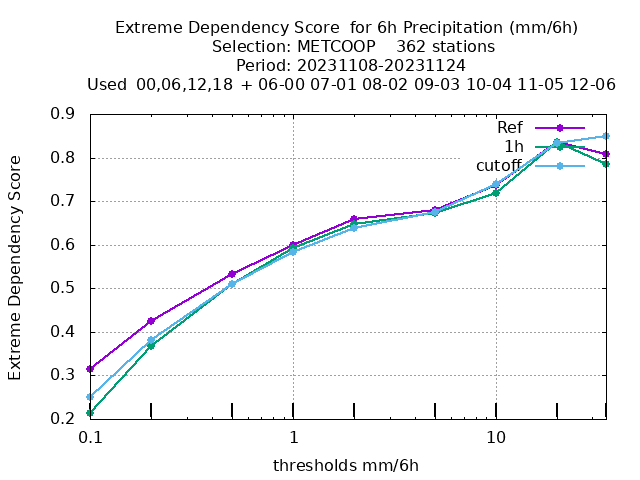 Extreme Dependency Score  for 6h Precipitation (mm/6h)
Selection: METCOOP    362 stations
Period: 20231108-20231124
Used  00,06,12,18  + 06-00 07-01 08-02 09-03 10-04 11-05 12-06
Extreme Dependency Score
0.9
0.8
0.7
0.6
0.5
0.4
0.3
0.2
Ref
1h
cutoff
0.1
1
10
thresholds mm/6h